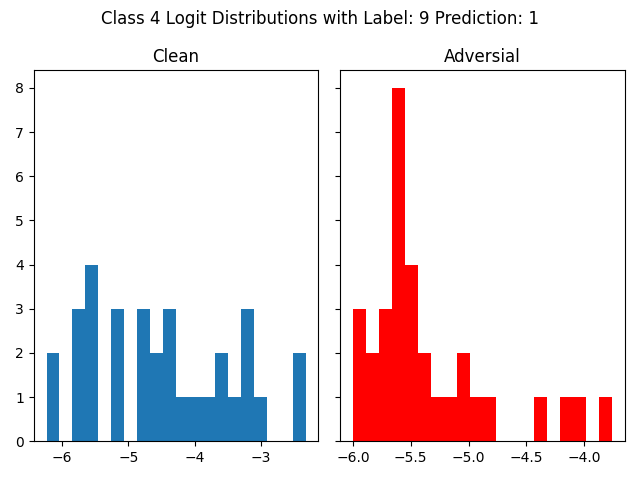 Class 4 Logit Distributions with Label: 9 Prediction: 1
Clean
Adversial
8
7
6
5
4
3
2
1
0
−6 −5 −4 −3
−6.0 −5.5 −5.0 −4.5 −4.0